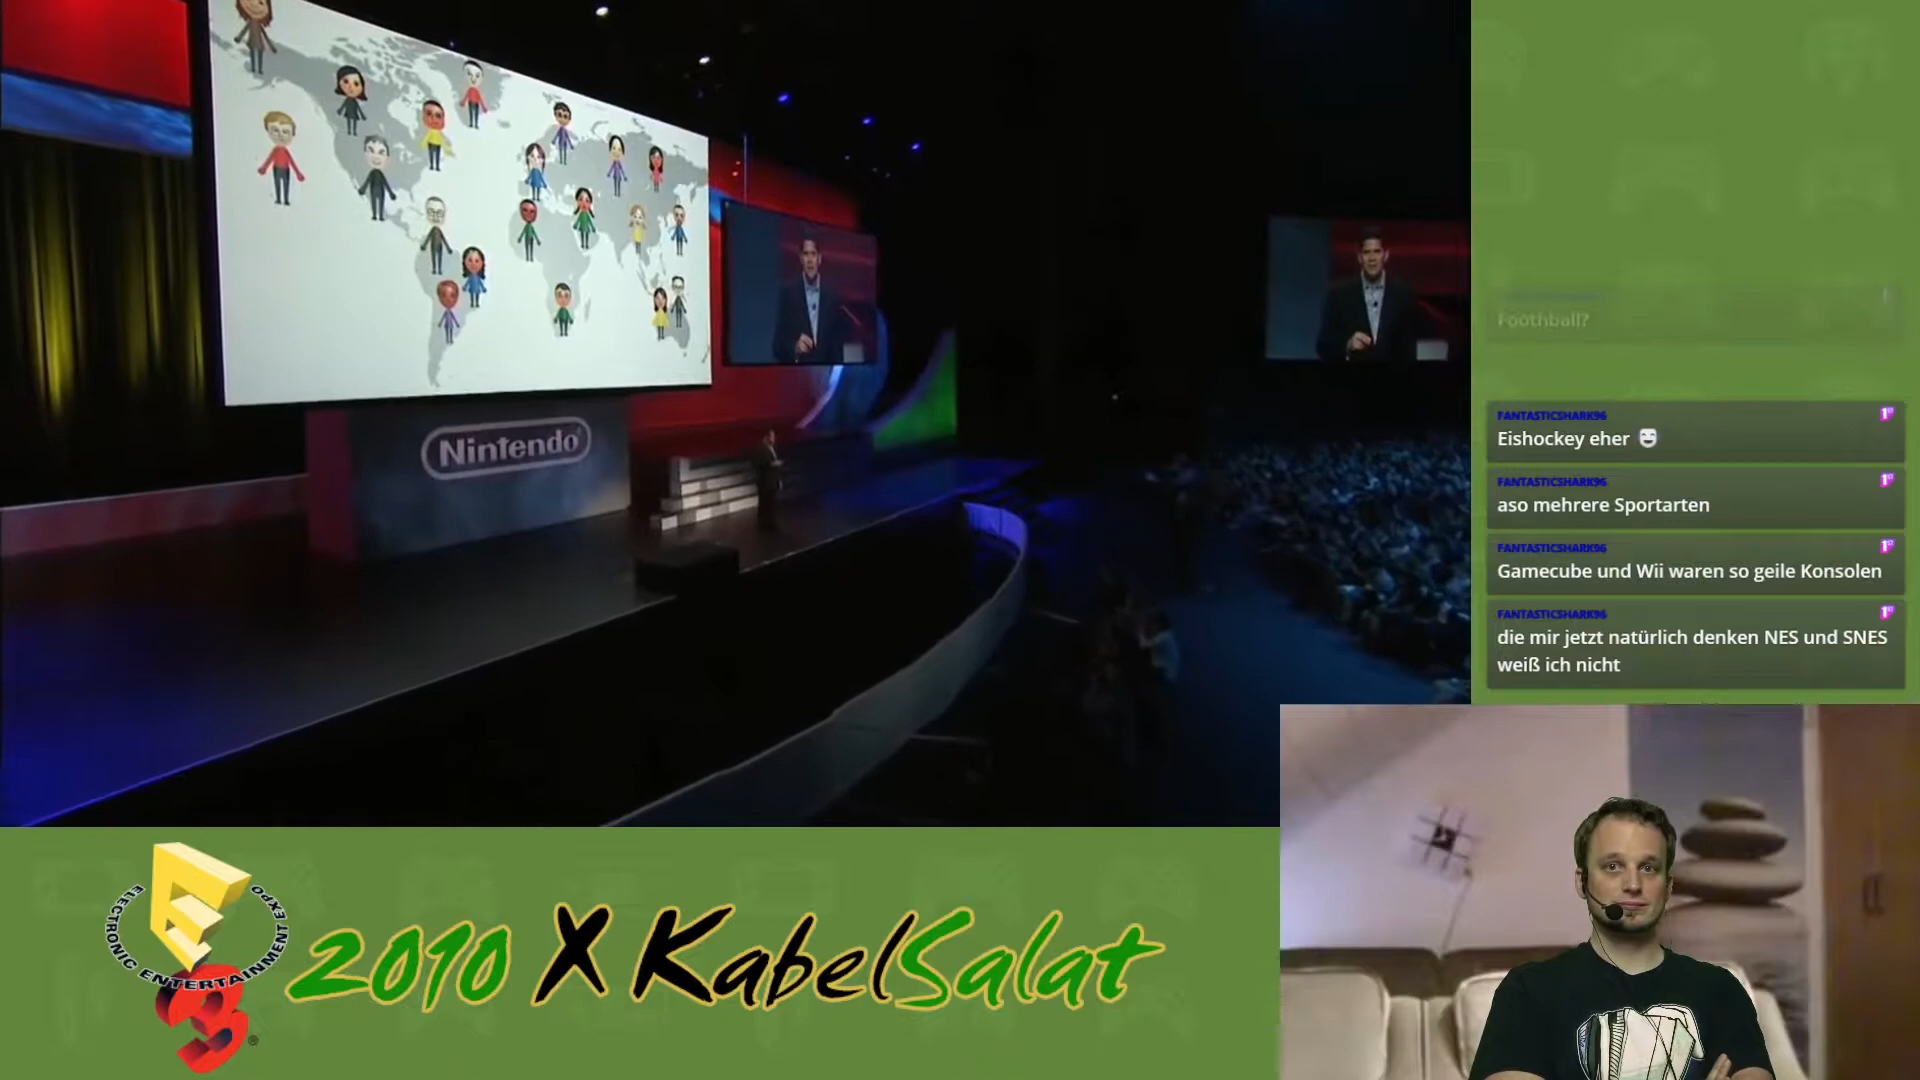 Nintendo®
Foothball?
FANTASTICSHARK96
Eishockey eher
FANTASTICSHARK96
aso mehrere Sportarten
FANTASTICSHARK96
Gamecube und Wii waren so geile Konsolen
FANTASTICSHARK96
die mir jetzt natürlich denken NES und SNES
weiß ich nicht
E3
ELECTRONIC ENTERTAINMENT EXPO
®
2010 X KabelSalat